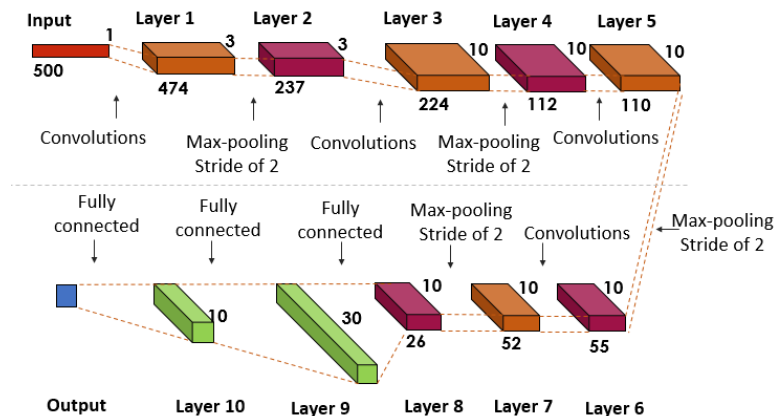 Input
Layer 1
Layer 2
Layer 3
Layer 4
Layer 5
1
3
3
10
10
10
500
474
237
224
112
110
Convolutions
Max-pooling
Stride of 2
Convolutions
Max-pooling
Stride of 2
Convolutions
Max-pooling
Stride of 2
Fully
connected
Fully
connected
Fully
connected
Max-pooling
Stride of 2
Convolutions
10
30
10
10
10
26
52
55
Output
Layer 10
Layer 9
Layer 8
Layer 7
Layer 6